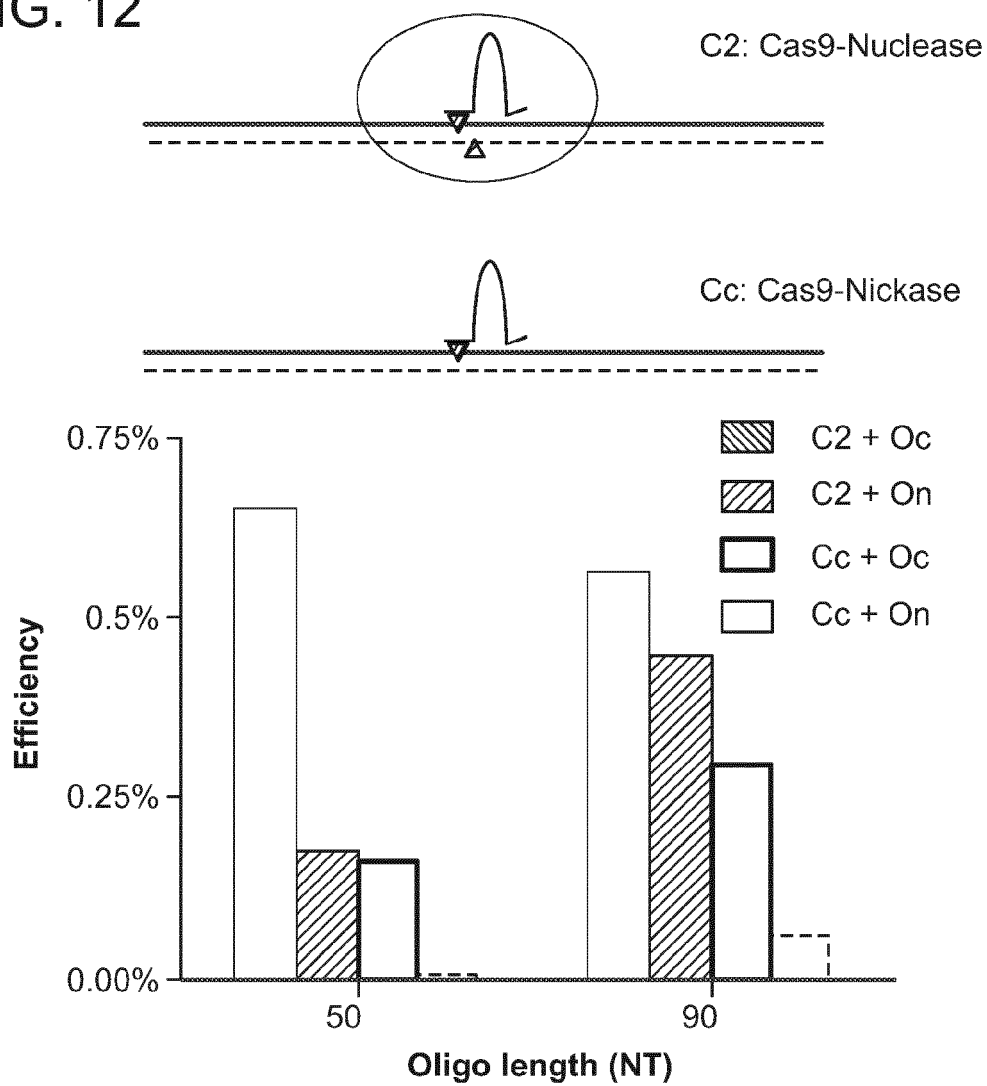 IG. 12
C2: Cas9-Nuclease
Cc: Cas9-Nickase
0.75%
0.5%
0.25%
0.00%
Efficiency
C2 + Oc
C2 + On
Cc + Oc
Cc + On
50
90
Oligo length (NT)